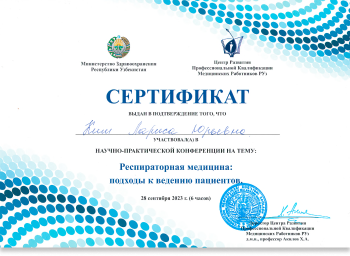 Министерство Здравоохранения
Республики Узбекистан
Центр Развития
Профессиональной Квалификации
Медицинских Работников РУз
СЕРТИФИКАТ
ВЫДАН В ПОДТВЕРЖДЕНИЕ ТОГО, ЧТО
Ким Лариса Юрьевна
УЧАСТВОВАЛ(А) В
НАУЧНО-ПРАКТИЧЕСКОЙ КОНФЕРЕНЦИИ НА ТЕМУ:
Респираторная медицина:
подходы к ведению пациентов.
28 сентября 2023 г. (6 часов)
Директор Центра Развития
Профессиональной Квалификации
Медицинских Работников РУз
д.м.н., профессор Акилов Х.А.